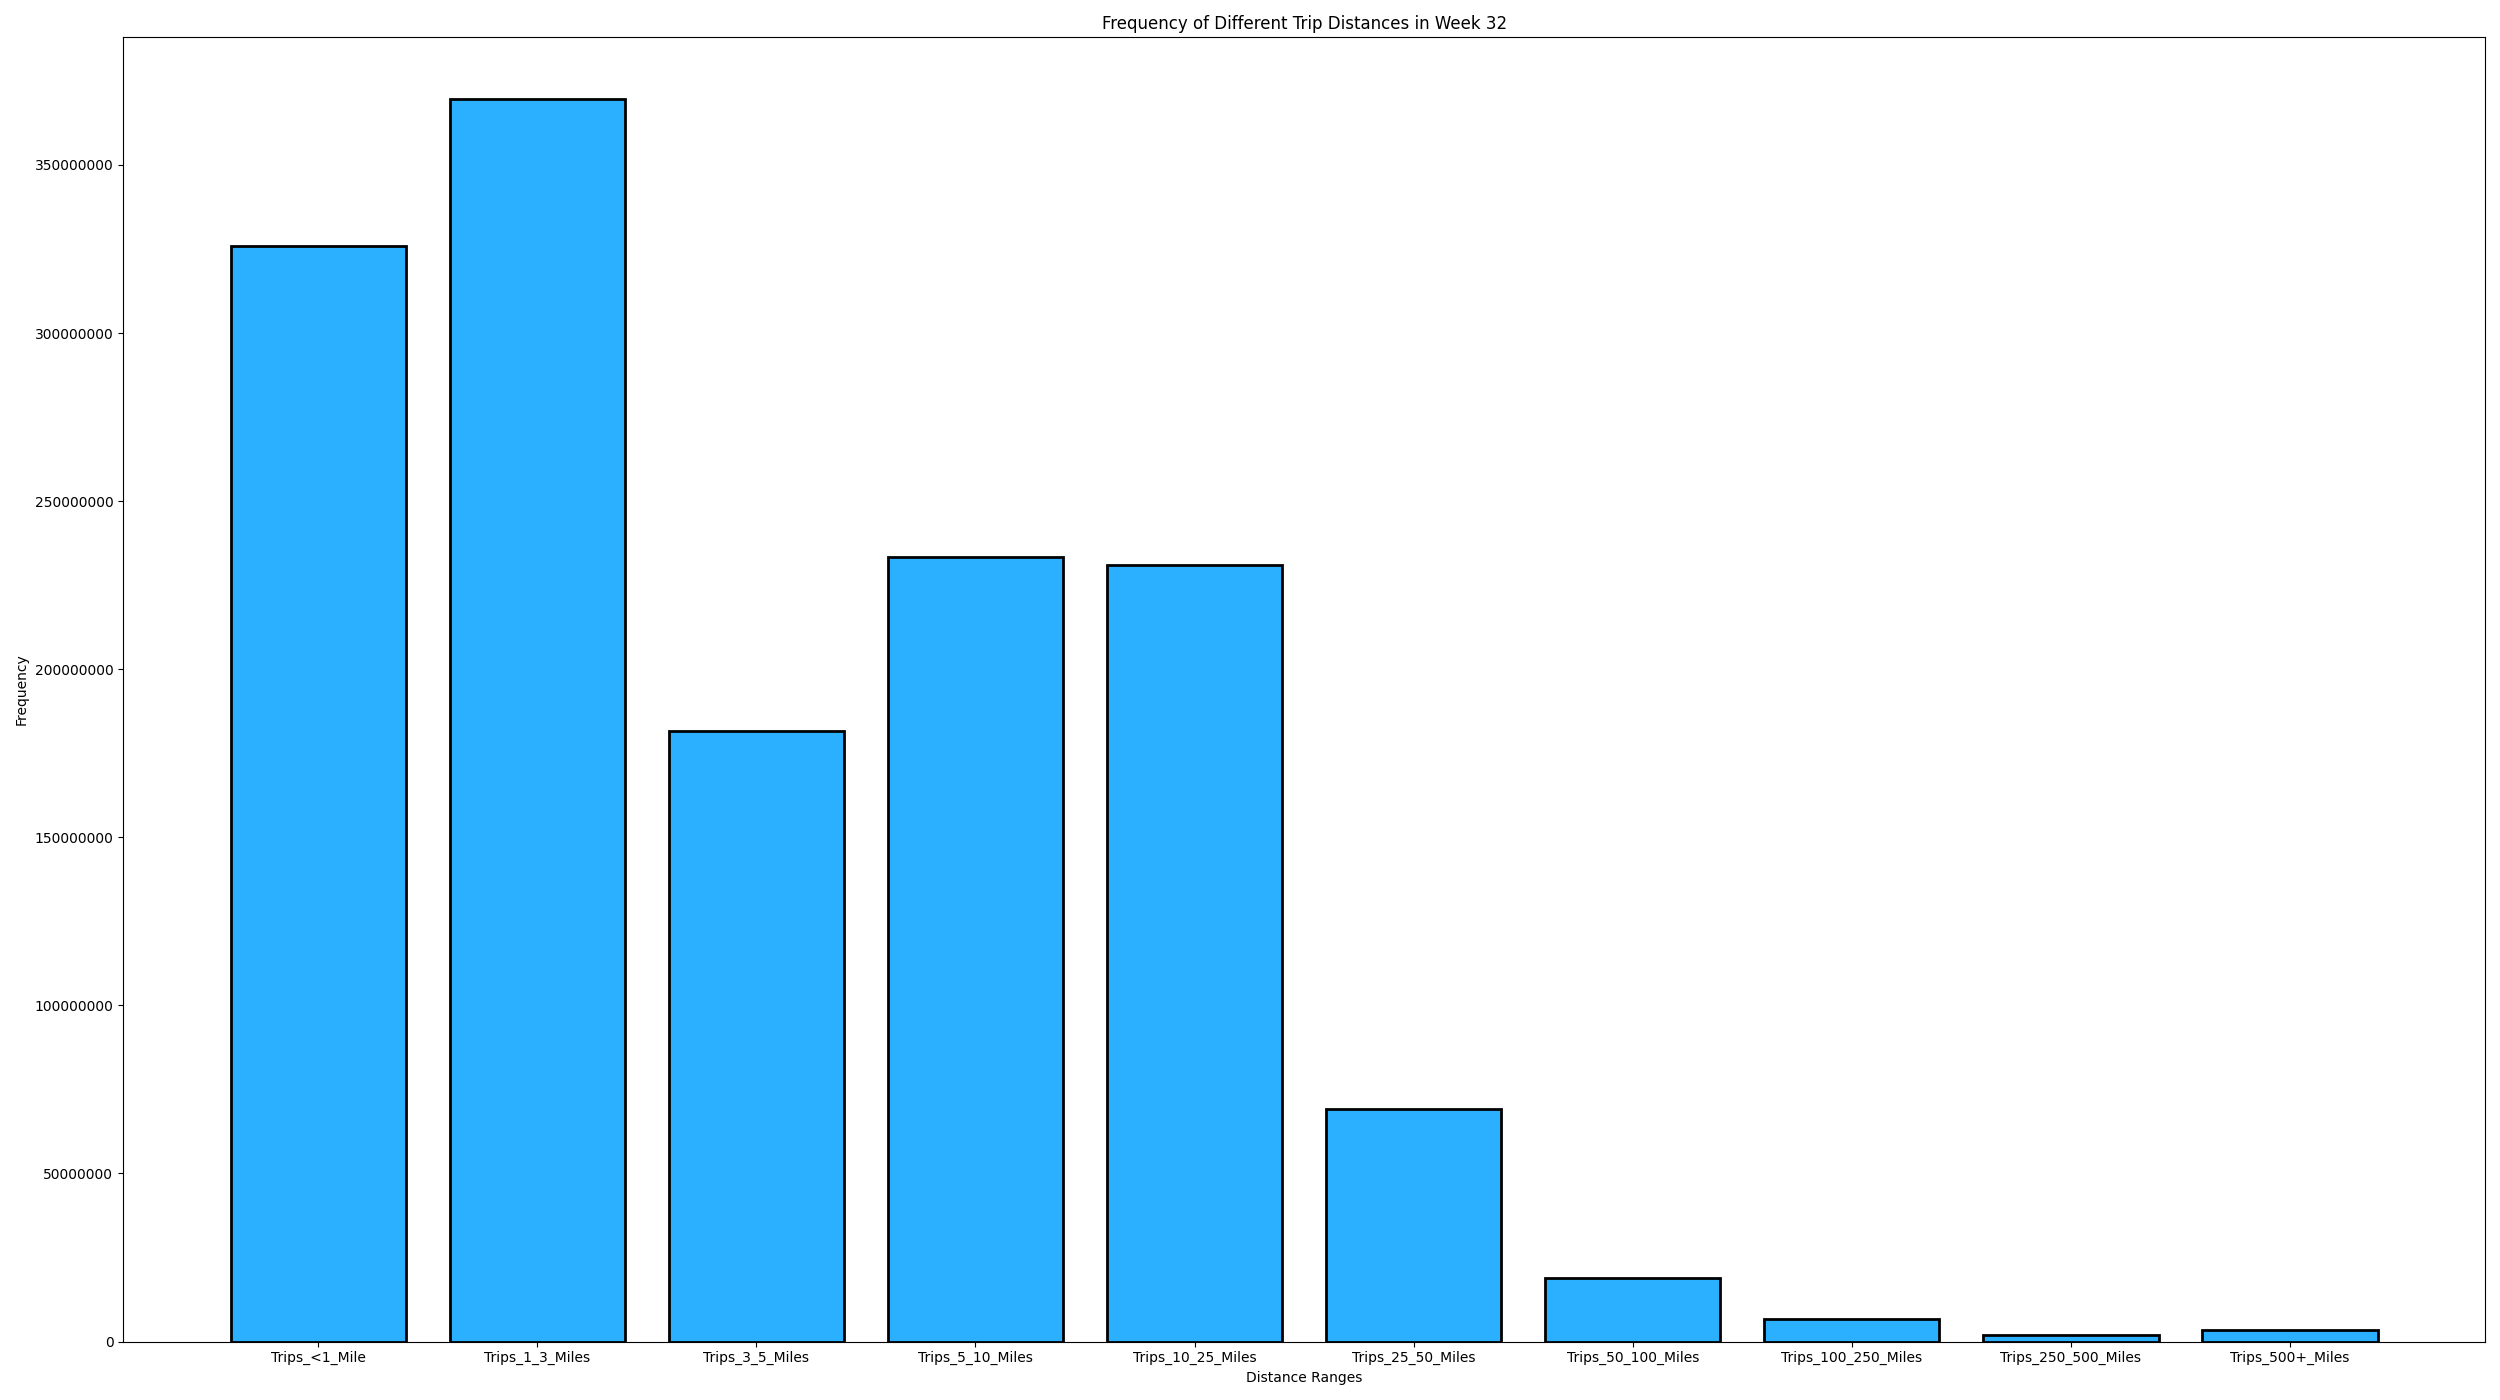 Frequency of Different Trip Distances in Week 32
Frequency
350000000
300000000
250000000
200000000
150000000
100000000
50000000
0
Trips_<1_Mile Trips_1_3_Miles Trips_3_5_Miles Trips_5_10_Miles Trips_10_25_Miles Trips_25_50_Miles Trips_50_100_Miles Trips_100_250_Miles Trips_250_500_Miles Trips_500+_Miles
Distance Ranges